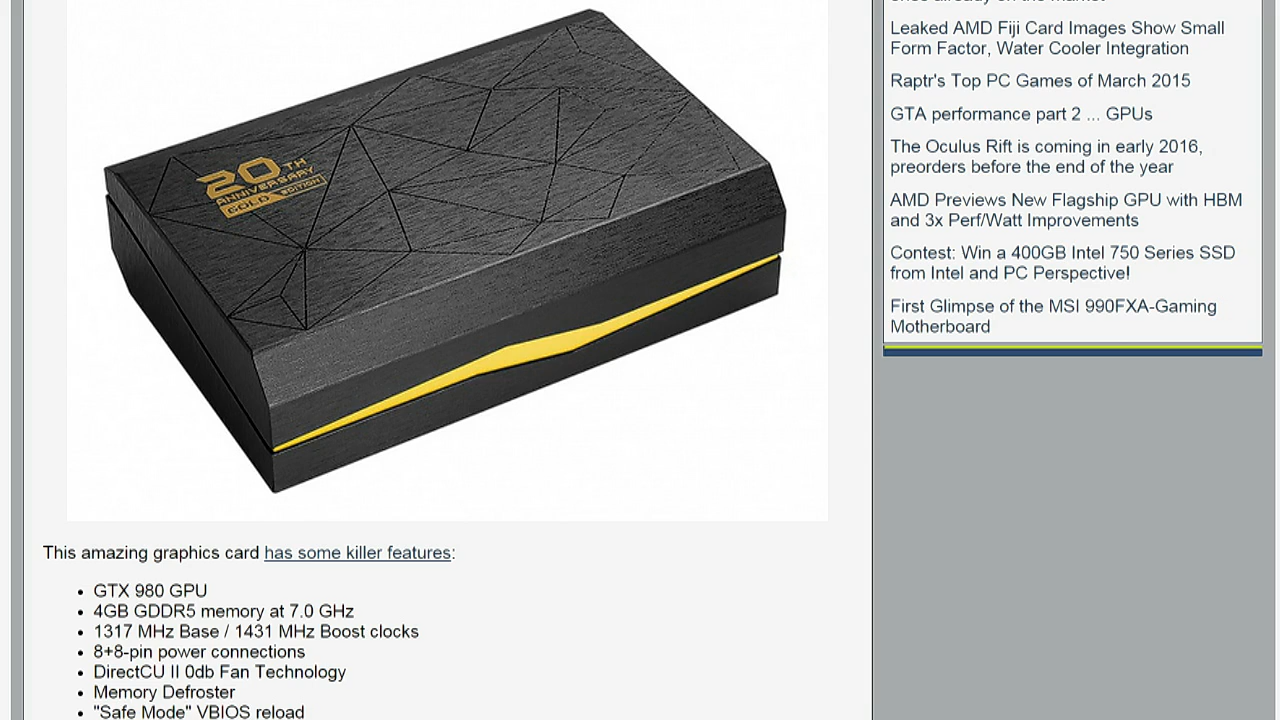 20TH
ANNIVERSARY
GOLD EDITION
This amazing graphics card has some killer features:
GTX 980 GPU
4GB GDDR5 memory at 7.0 GHz
1317 MHz Base / 1431 MHz Boost clocks
8+8-pin power connections
DirectCU II 0db Fan Technology
Memory Defroster
"Safe Mode" VBIOS reload
Leaked AMD Fiji Card Images Show Small
Form Factor, Water Cooler Integration
Raptr's Top PC Games of March 2015
GTA performance part 2 ... GPUs
The Oculus Rift is coming in early 2016,
preorders before the end of the year
AMD Previews New Flagship GPU with HBM
and 3x Perf/Watt Improvements
Contest: Win a 400GB Intel 750 Series SSD
from Intel and PC Perspective!
First Glimpse of the MSI 990FXA-Gaming
Motherboard